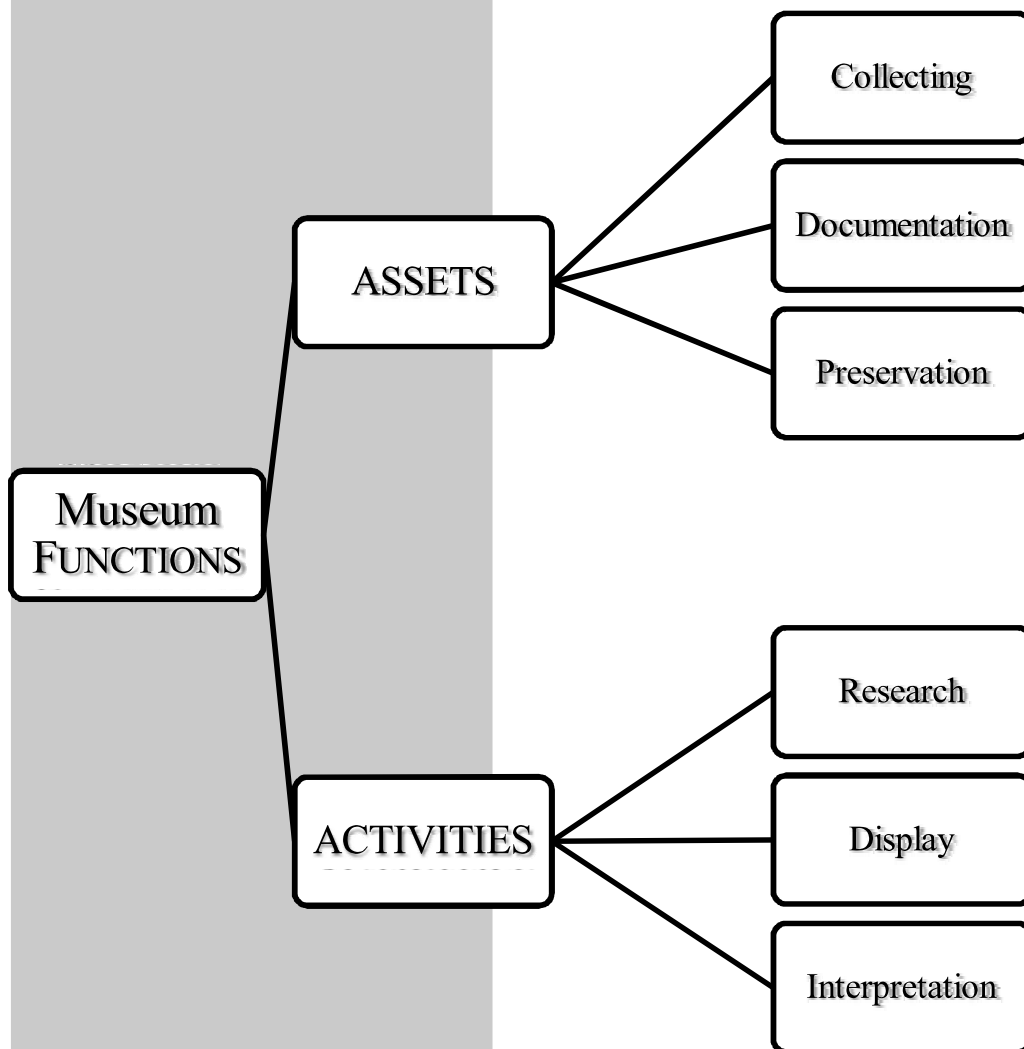 Collecting
Documentation
ASSETS
Preservation
Museum
FUNCTIONS
Research
ACTIVITIES
Display
Interpretation